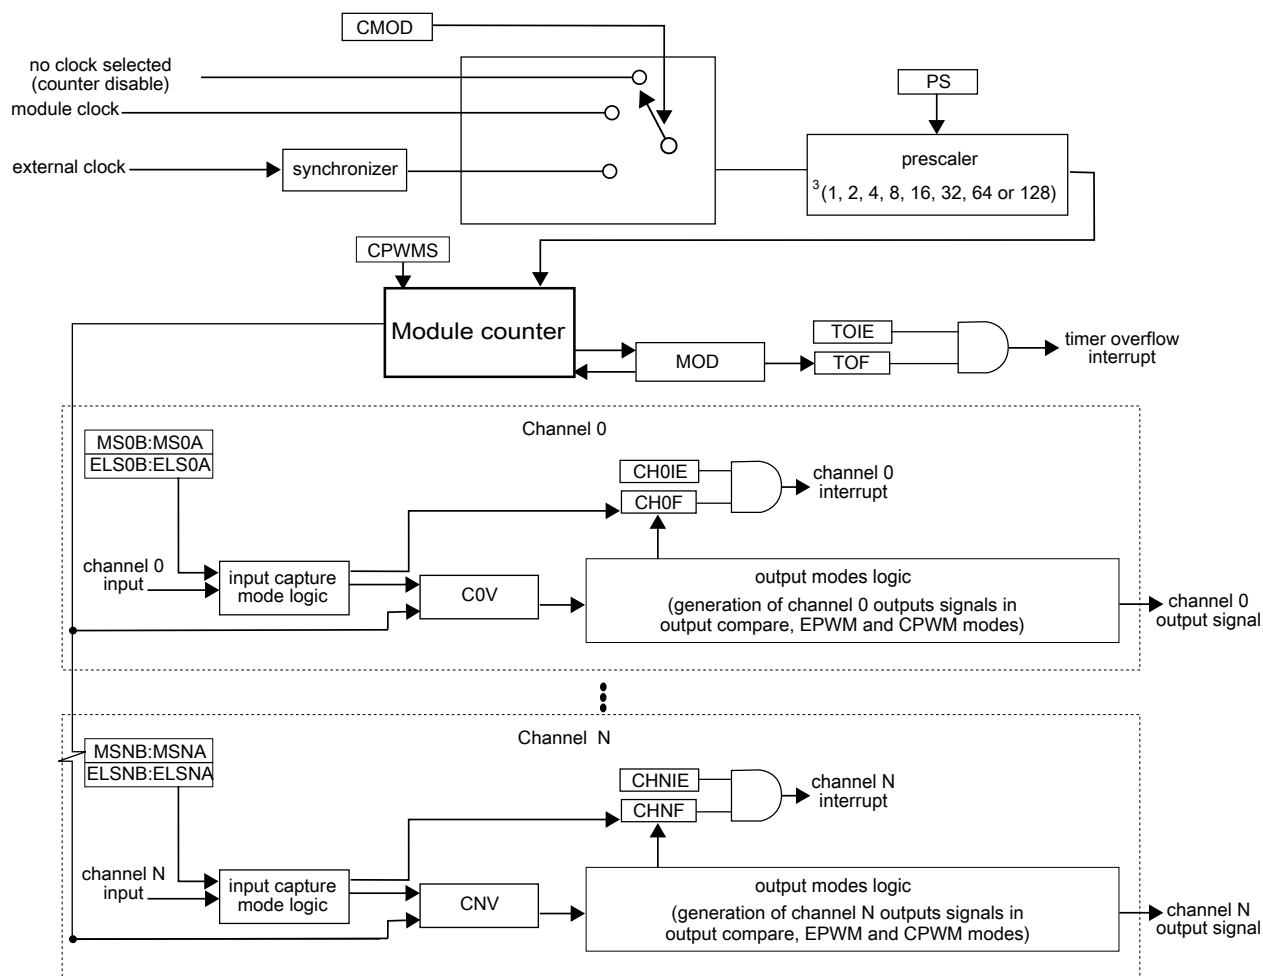 CMOD
no clock selected
(counter disable)
module clock
external clock
synchronizer
PS
prescaler
3(1, 2, 4, 8, 16, 32, 64 or 128)
CPWMS
Module counter
MOD
TOIE
TOF
timer overflow
interrupt
Channel 0
MS0B:MS0A
ELS0B:ELS0A
CH0IE
CH0F
channel 0
interrupt
channel 0
input
input capture
mode logic
C0V
output modes logic
(generation of channel 0 outputs signals in
output compare, EPWM and CPWM modes)
channel 0
output signal
Channel N
MSNB:MSNA
ELSNB:ELSNA
CHNIE
CHNF
channel N
interrupt
channel N
input
input capture
mode logic
CNV
output modes logic
(generation of channel N outputs signals in
output compare, EPWM and CPWM modes)
channel N
output signal